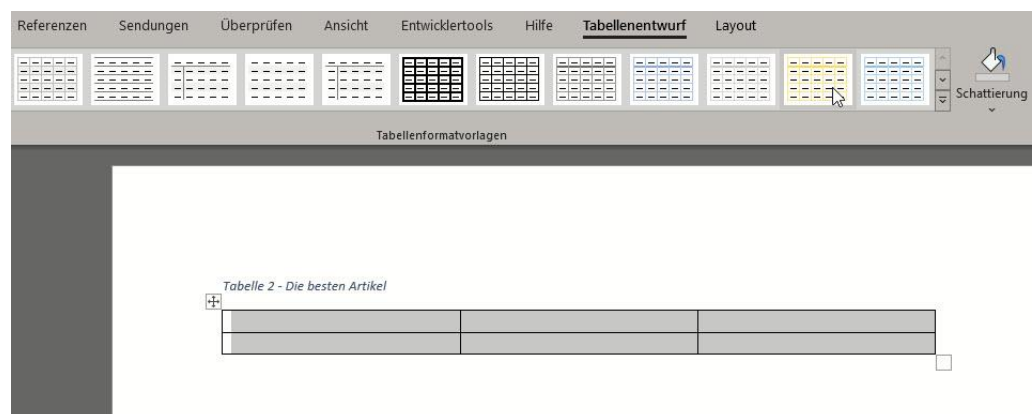 Referenzen Sendungen Überprüfen Ansicht Entwicklertools Hilfe Tabellenentwurf Layout
Schattierung
Tabellenformatvorlagen
Tabelle 2 - Die besten Artikel